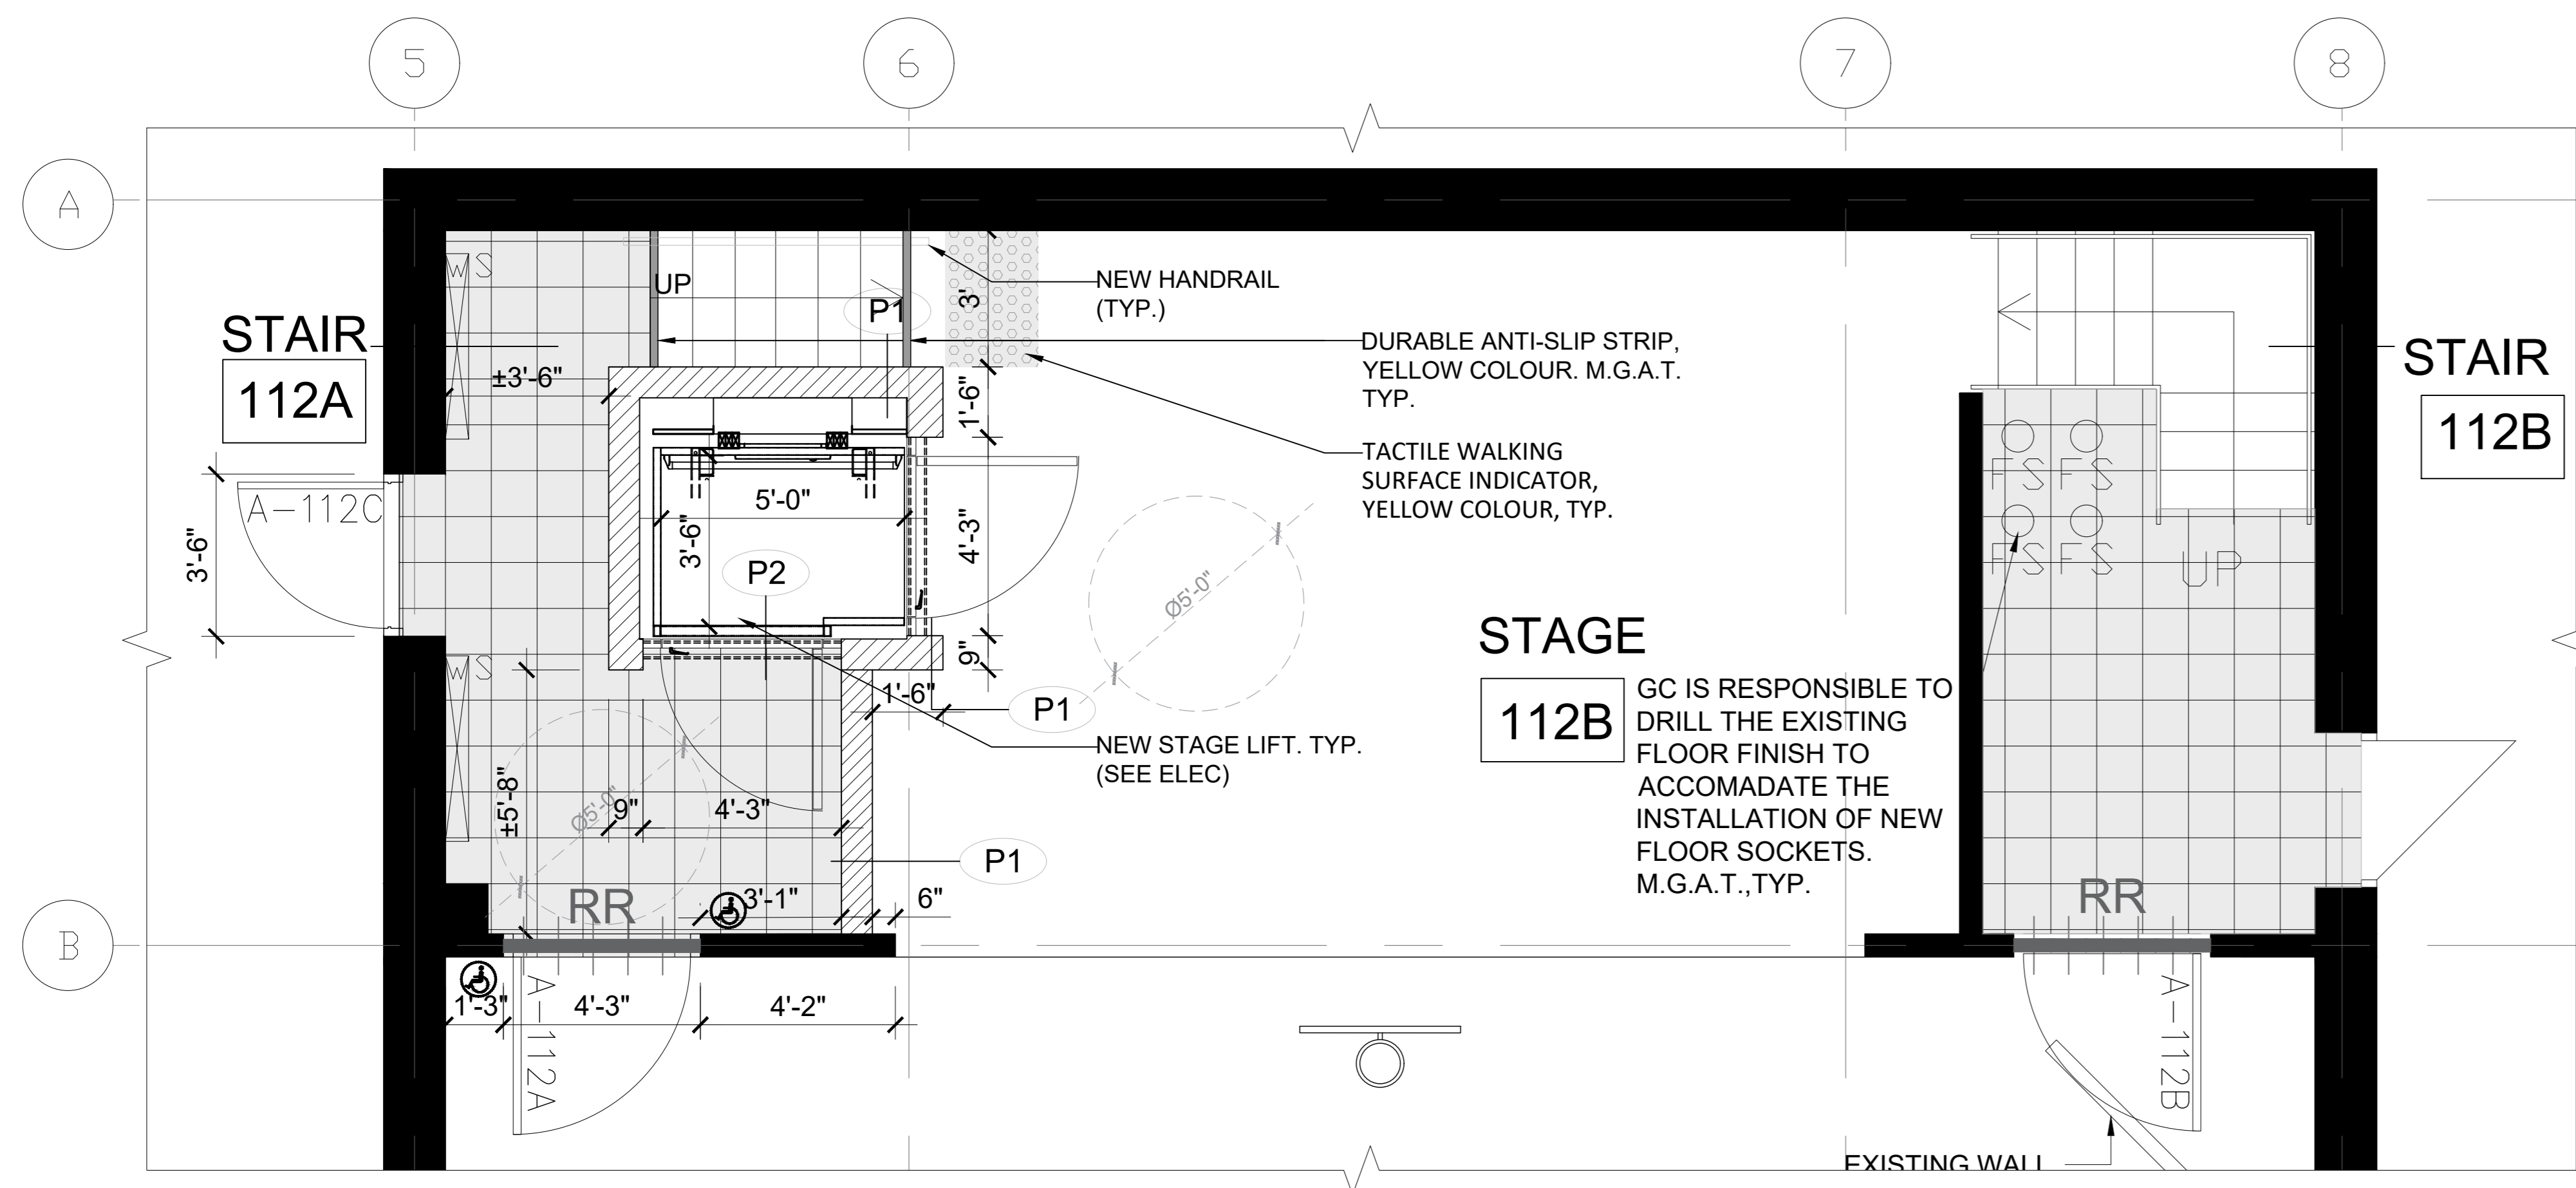 5
6
7
8
A
B
WS
UP
P1
3'
NEW HANDRAIL
(TYP.)
DURABLE ANTI-SLIP STRIP,
YELLOW COLOUR. M.G.A.T.
TYP.
TACTILE WALKING
SURFACE INDICATOR,
YELLOW COLOUR, TYP.
STAIR
112A
±3'-6"
1'-6"
A-112C
3'-6"
5'-0"
3'-6"
4'-3"
P2
9"
Ø5'-0"
WS
1'-6"
P1
NEW STAGE LIFT. TYP.
(SEE ELEC)
±5'-8"
Ø5'-0"
9"
4'-3"
P1
RR
3'-1"
6"
1'-3"
4'-3"
4'-2"
A-112A
STAGE
112B
GC IS RESPONSIBLE TO
DRILL THE EXISTING
FLOOR FINISH TO
ACCOMADATE THE
INSTALLATION OF NEW
FLOOR SOCKETS.
M.G.A.T.,TYP.
STAIR
112B
FS FS
FS FS
UP
RR
A-112B
EXISTING WALL